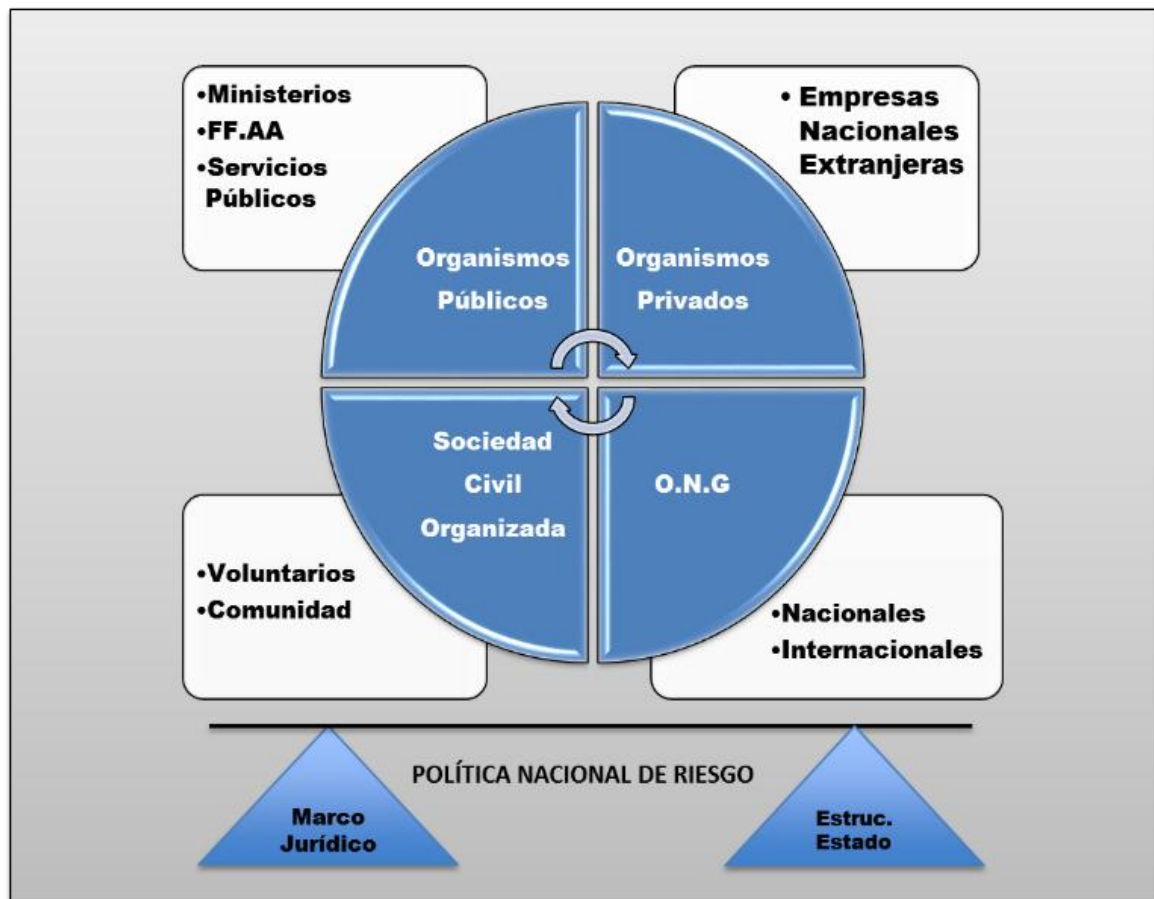 •Ministerios
•FF.AA
•Servicios
Públicos
• Empresas
Nacionales
Extranjeras
Organismos
Públicos
Organismos
Privados
Sociedad
Civil
Organizada
O.N.G
•Voluntarios
•Comunidad
•Nacionales
•Internacionales
POLÍTICA NACIONAL DE RIESGO
Marco
Jurídico
Estruc.
Estado